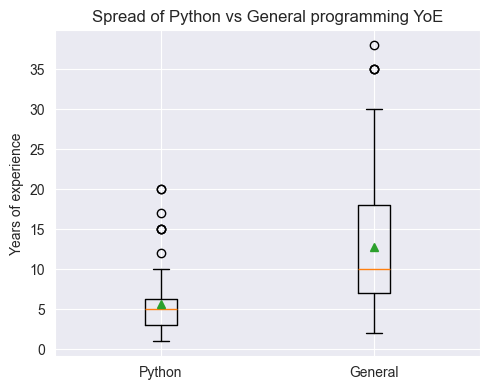 Spread of Python vs General programming YoE
Years of experience
35
30
25
20
15
10
5
0
Python General